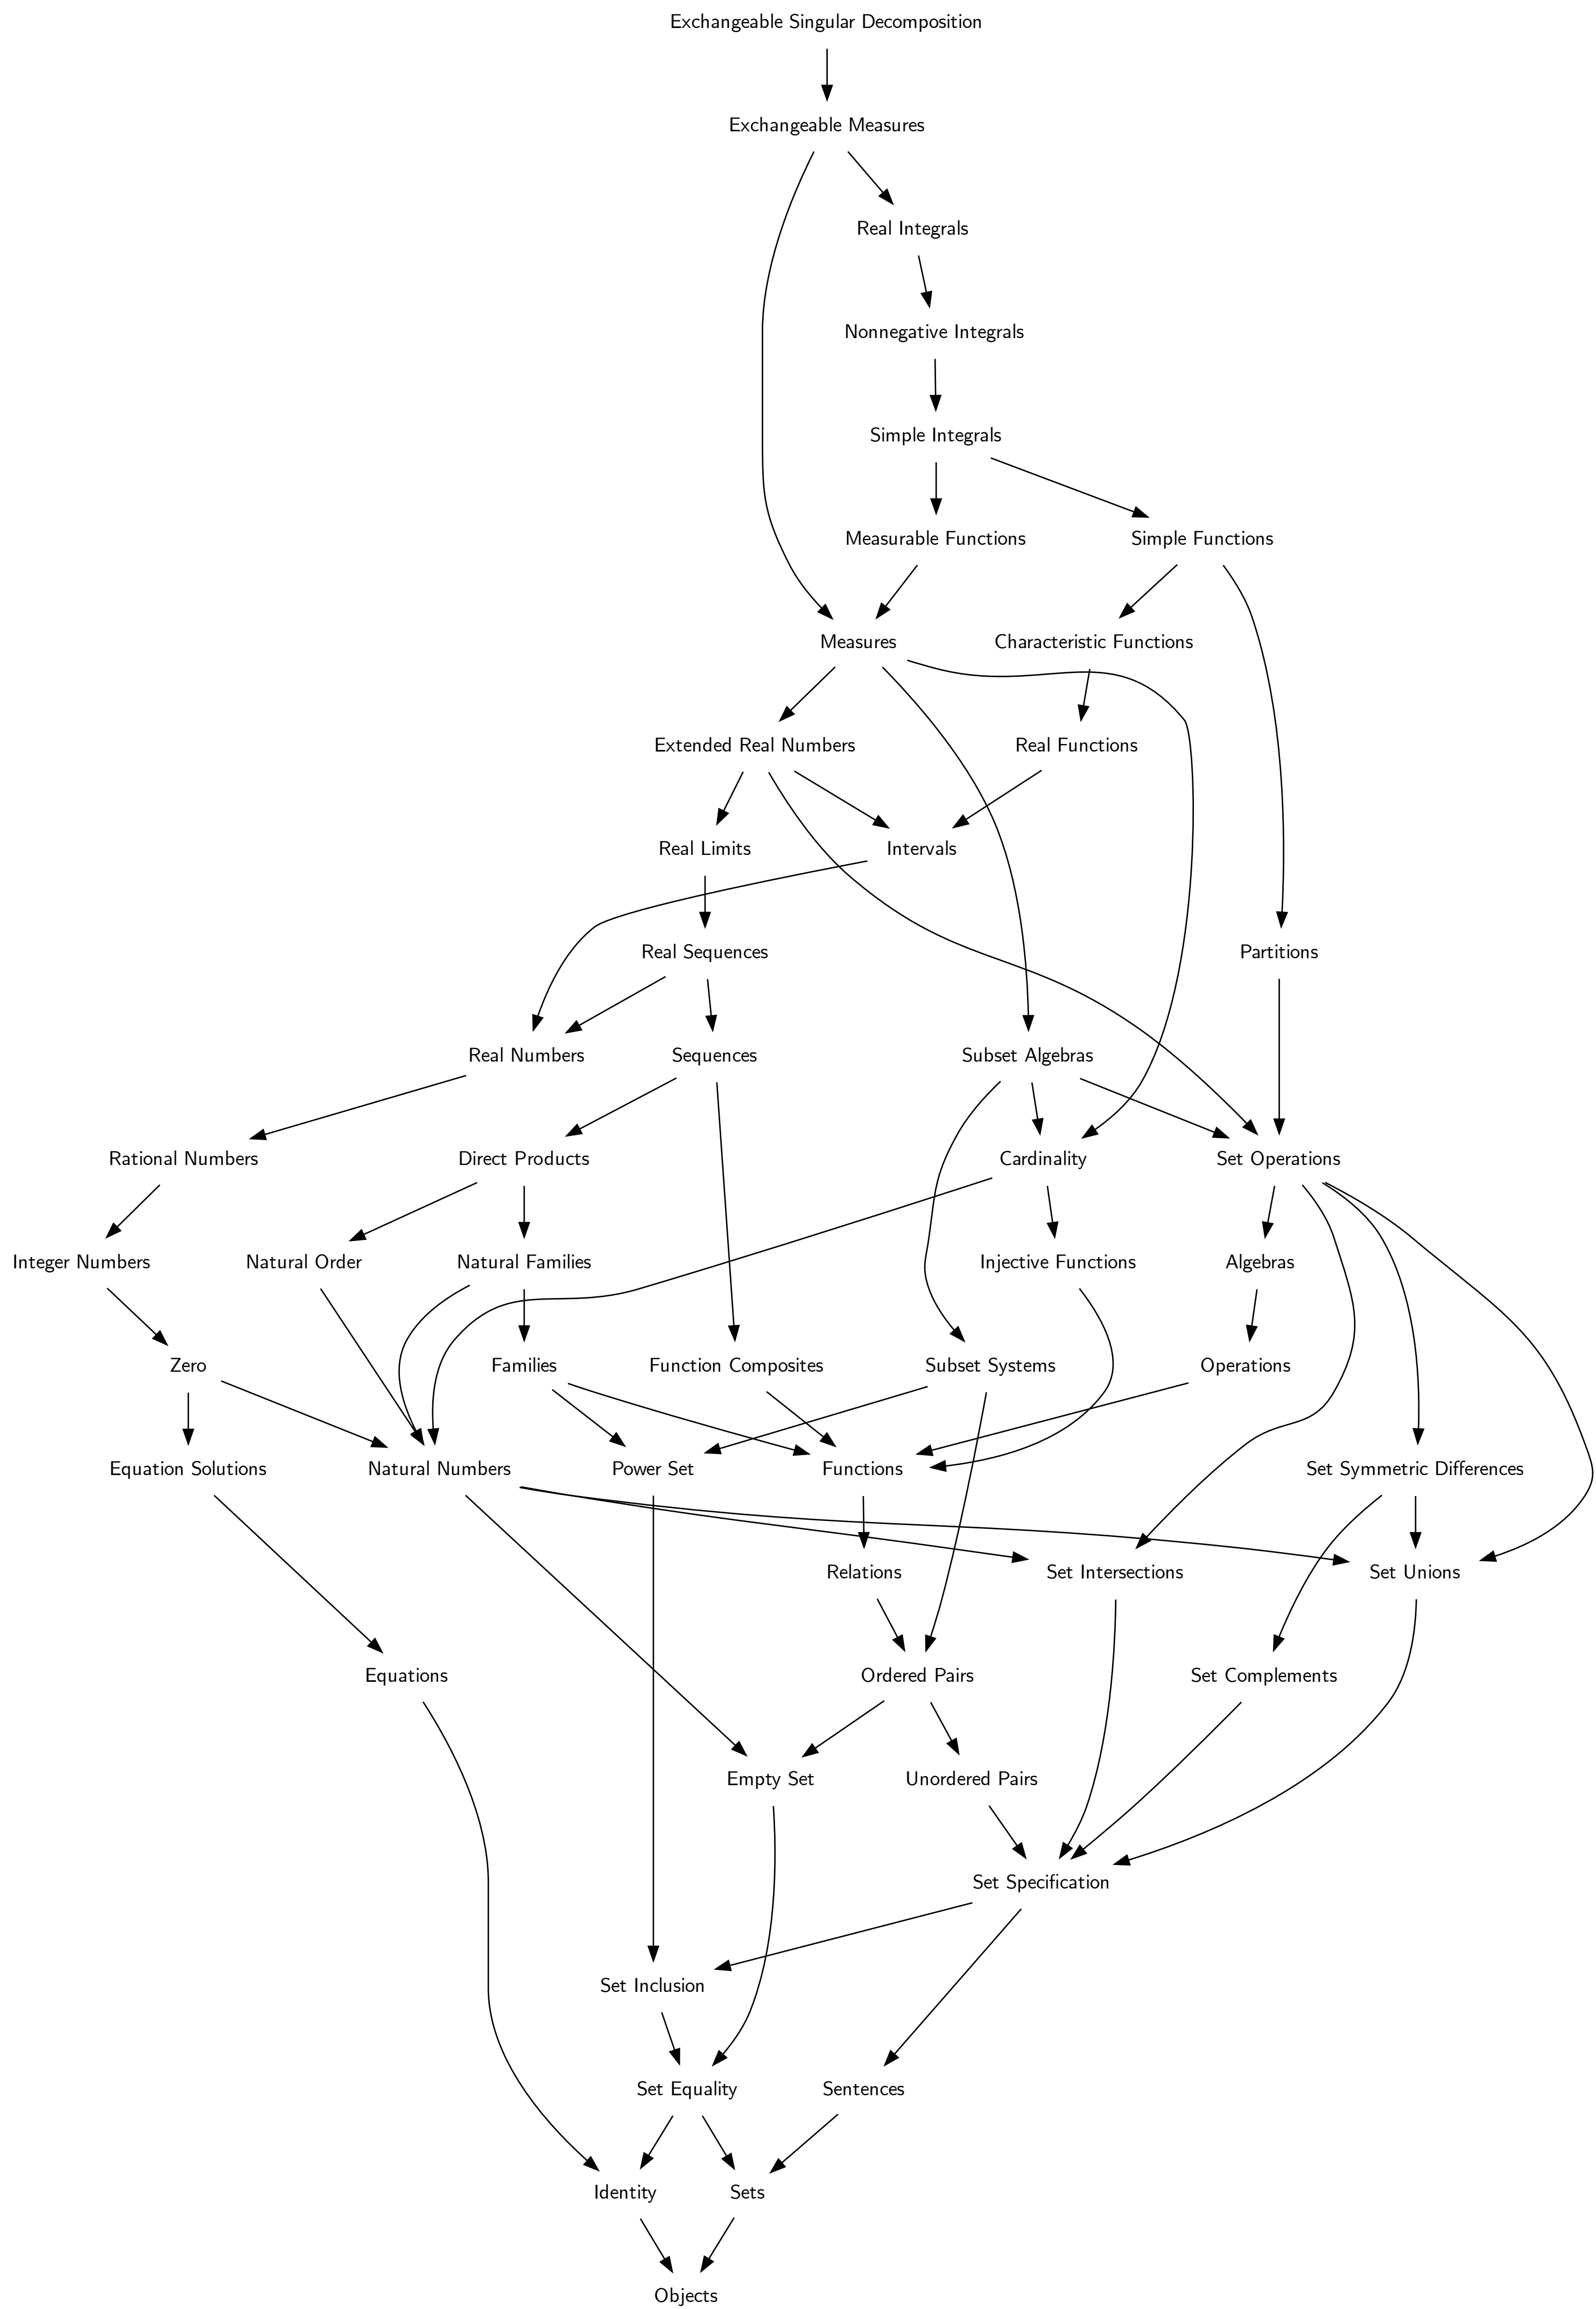 Exchangeable Singular Decomposition
Exchangeable Measures
Real Integrals
Nonnegative Integrals
Simple Integrals
Measurable Functions
Simple Functions
Measures
Characteristic Functions
Extended Real Numbers
Real Functions
Real Limits
Intervals
Real Sequences
Partitions
Real Numbers
Sequences
Subset Algebras
Rational Numbers
Direct Products
Cardinality
Set Operations
Integer Numbers
Natural Order
Natural Families
Injective Functions
Algebras
Zero
Families
Function Composites
Subset Systems
Operations
Equation Solutions
Natural Numbers
Power Set
Functions
Set Symmetric Differences
Relations
Set Intersections
Set Unions
Equations
Ordered Pairs
Set Complements
Empty Set
Unordered Pairs
Set Specification
Set Inclusion
Set Equality
Sentences
Identity
Sets
Objects